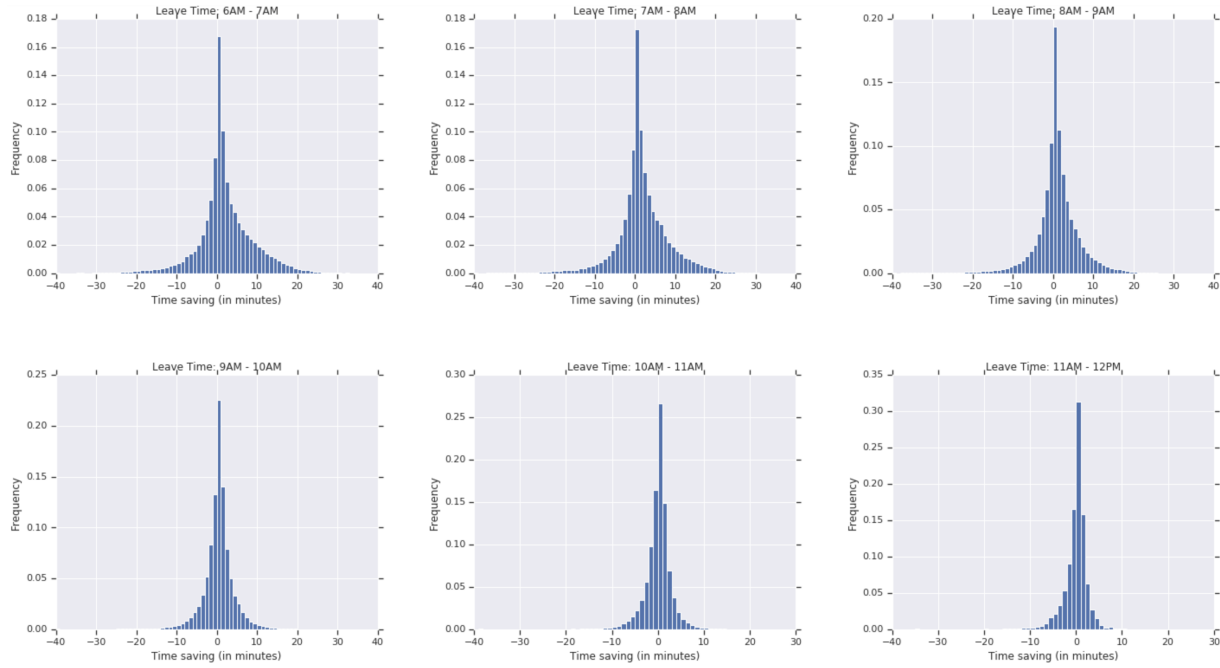 Leave Time: 6AM - 7AM
0.18
0.16
0.14
0.12
0.10
0.08
0.06
0.04
0.02
0.00
Frequency
−40 −30 −20 −10 0 10 20 30 40
Time saving (in minutes)
Leave Time: 7AM - 8AM
0.18
0.16
0.14
0.12
0.10
0.08
0.06
0.04
0.02
0.00
Frequency
−40 −30 −20 −10 0 10 20 30 40
Time saving (in minutes)
Leave Time: 8AM - 9AM
0.20
0.15
0.10
0.05
0.00
Frequency
−40 −30 −20 −10 0 10 20 30 40
Time saving (in minutes)
Leave Time: 9AM - 10AM
0.25
0.20
0.15
0.10
0.05
0.00
Frequency
−40 −30 −20 −10 0 10 20 30 40
Time saving (in minutes)
Leave Time: 10AM - 11AM
0.30
0.25
0.20
0.15
0.10
0.05
0.00
Frequency
−40 −30 −20 −10 0 10 20 30
Time saving (in minutes)
Leave Time: 11AM - 12PM
0.35
0.30
0.25
0.20
0.15
0.10
0.05
0.00
Frequency
−40 −30 −20 −10 0 10 20 30
Time saving (in minutes)